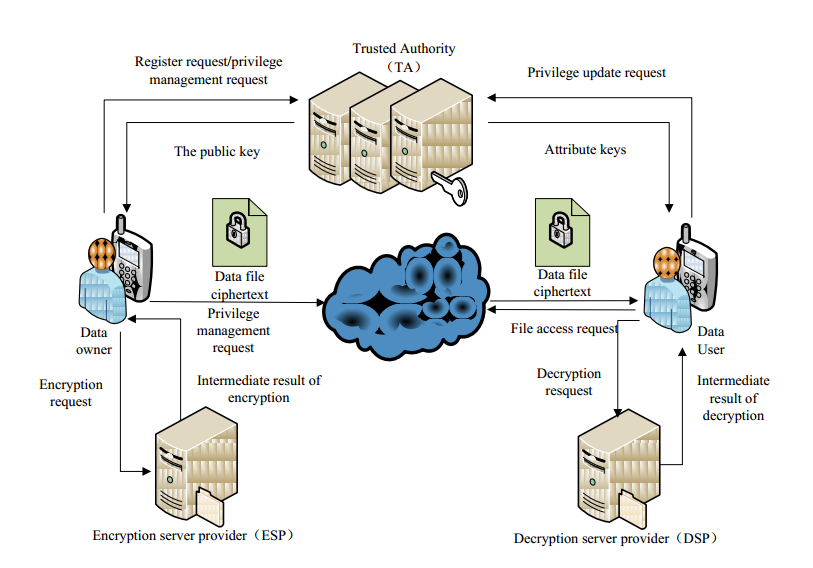 Trusted Authority
（TA）
Register request/privilege
management request
Privilege update request
The public key
Attribute keys
Data file
ciphertext
Data file
ciphertext
Privilege
management
request
File access request
Data
owner
Data
User
Encryption
request
Intermediate result of
encryption
Decryption
resquest
Intermediate
result of
decryption
Encryption server provider（ESP）
Decryption server provider（DSP）